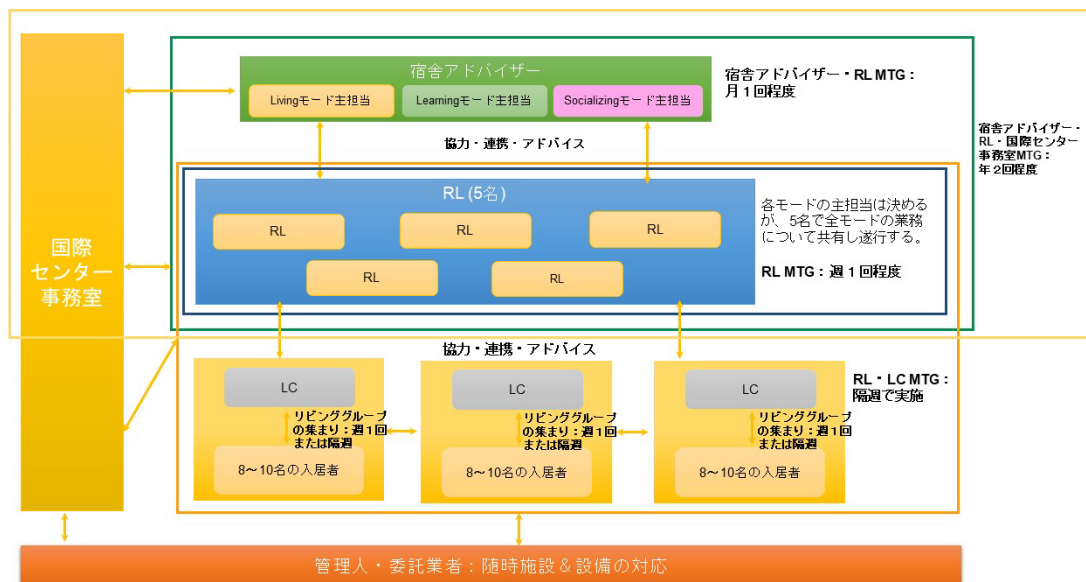 宿舎アドバイザー
Livingモード主担当
Learningモード主担当
Socializingモード主担当
宿舎アドバイザー・RL MTG：
月１回程度
宿舎アドバイザー・
RL・国際センター
事務室MTG：
年２回程度
協力・連携・アドバイス
国際
センター
事務室
RL (5名)
RL
RL
RL
RL
RL
各モードの主担当は決める
が、5名で全モードの業務
について共有し遂行する。
RL MTG：週１回程度
協力・連携・アドバイス
RL・LC MTG：
隔週で実施
LC
リビンググループ
の集まり：週１回
または隔週
8～10名の入居者
LC
リビンググループ
の集まり：週１回
または隔週
8～10名の入居者
LC
リビンググループ
の集まり：週１回
または隔週
8～10名の入居者
管理人・委託業者：随時施設＆設備の対応